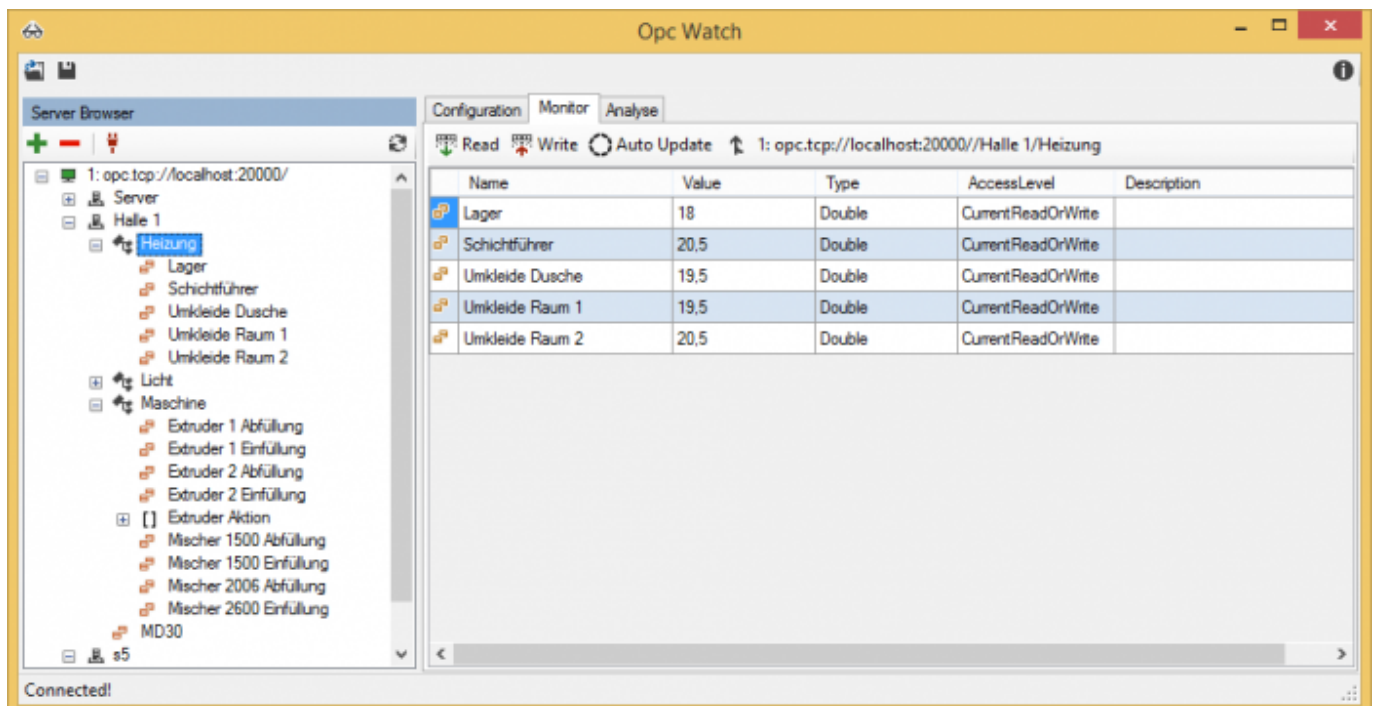 Opc Watch
Server Browser
1: opc.tcp://localhost:20000/
Server
Halle 1
Heizung
Lager
Schichtführer
Umkleide Dusche
Umkleide Raum 1
Umkleide Raum 2
Licht
Maschine
Extruder 1 Abfüllung
Extruder 1 Einfüllung
Extruder 2 Abfüllung
Extruder 2 Einfüllung
[] Extruder Aktion
Mischer 1500 Abfüllung
Mischer 1500 Einfüllung
Mischer 2006 Abfüllung
Mischer 2600 Einfüllung
MD30
s5
Configuration Monitor Analyse
Read Write Auto Update 1: opc.tcp://localhost:20000//Halle 1/Heizung
Name Value Type AccessLevel Description
Lager 18 Double CurrentReadOrWrite
Schichtführer 20,5 Double CurrentReadOrWrite
Umkleide Dusche 19,5 Double CurrentReadOrWrite
Umkleide Raum 1 19,5 Double CurrentReadOrWrite
Umkleide Raum 2 20,5 Double CurrentReadOrWrite
Connected!